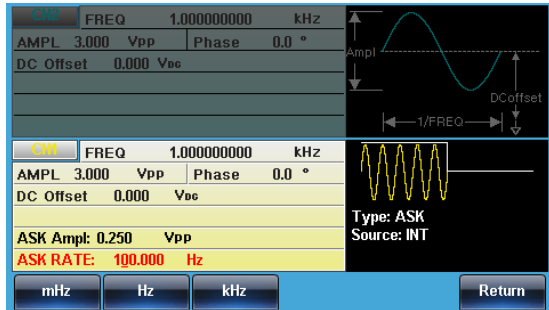 CH2 FREQ 1.000000000 kHz
AMPL 3.000 Vpp Phase 0.0 °
DC Offset 0.000 VDC
Ampl
DCoffset
1/FREQ
CH1 FREQ 1.000000000 kHz
AMPL 3.000 Vpp Phase 0.0 °
DC Offset 0.000 VDC
ASK Ampl: 0.250 Vpp
ASK RATE: 100.000 Hz
Type: ASK
Source: INT
mHz Hz kHz Return